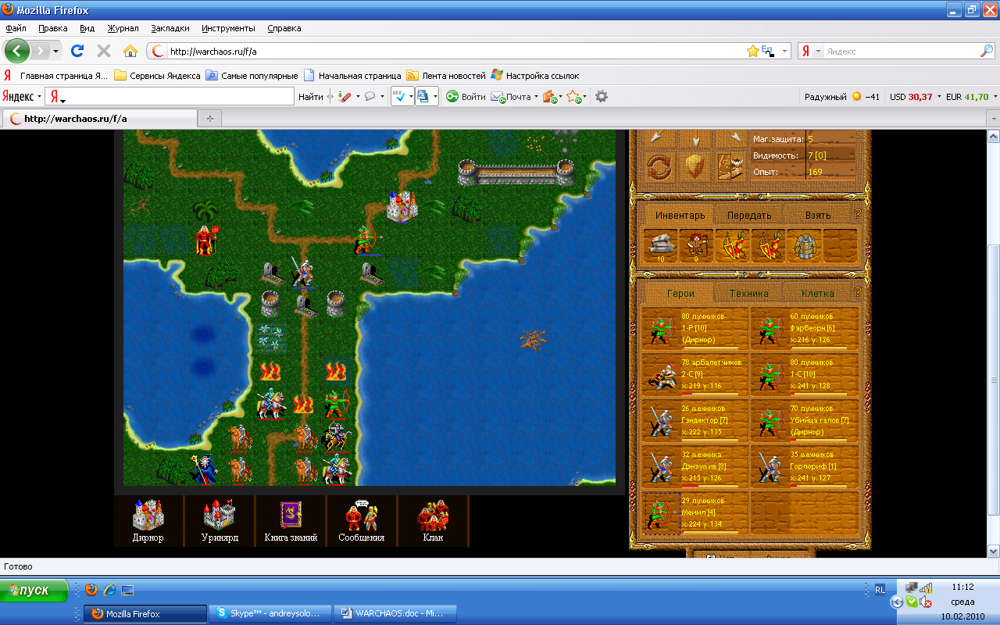 Mozilla Firefox
Файл Правка Вид Журнал Закладки Инструменты Справка
http://warchaos.ru/f/a
Яндекс
Главная страница Я... Сервисы Яндекса Самые популярные Начальная страница Лента новостей Настройка ссылок
Яндекс Найти Войти Почта Радужный −41 USD 30,37 EUR 41,70
http://warchaos.ru/f/a
Маг.защита: 5
Видимость: 7 [0]
Опыт: 169
Инвентарь Передать Взять ?
10 9
Герои Техника Клетка ?
80 лучников
1-Р [10]
(Дирнор)
60 лучников
Фарбеорн [6]
x:216 y:126
78 арбалетчиков
2-С [9]
x:219 y:116
80 лучников
1-С [10]
x:241 y:128
26 мечников
Гэндектор [7]
x:222 y:135
70 лучников
Убийца галов [7]
(Дирнор)
32 мечника
Дэнэумив [8]
x:215 y:126
35 мечников
Горлориф [1]
x:241 y:127
29 лучников
Меиил [4]
x:224 y:134
Дирнор Уринярд Книга знаний Сообщения Клан
Готово
пуск RL 11:12
среда
10.02.2010
Mozilla Firefox Skype™ - andreysolo... WARCHAOS.doc - Mi...